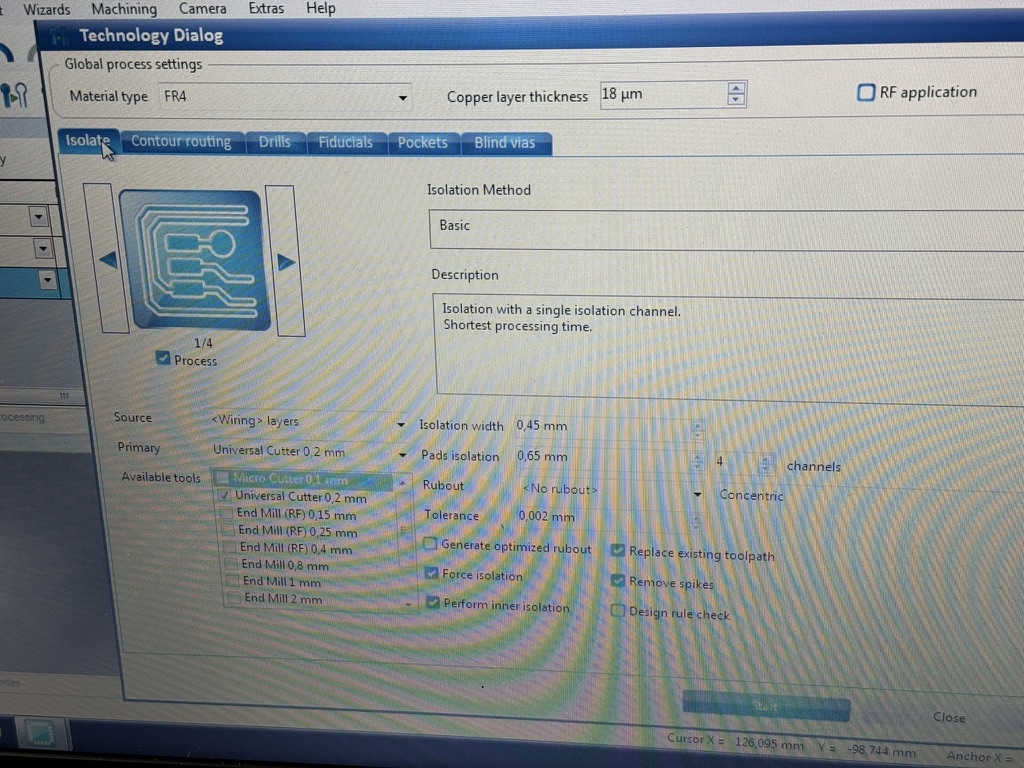 Wizards Machining Camera Extras Help
Technology Dialog
Global process settings
Material type FR4 Copper layer thickness 18 µm RF application
Isolate Contour routing Drills Fiducials Pockets Blind vias
Isolation Method
Basic
Description
Isolation with a single isolation channel.
Shortest processing time.
1/4
Process
Source <Wiring> layers Isolation width 0,45 mm
Primary Universal Cutter 0,2 mm Pads isolation 0,65 mm 4 channels
Available tools Micro Cutter 0,1 mm Rubout <No rubout> Concentric
Universal Cutter 0,2 mm
End Mill (RF) 0,15 mm Tolerance 0,002 mm
End Mill (RF) 0,25 mm
End Mill (RF) 0,4 mm Generate optimized rubout Replace existing toolpath
End Mill 0,8 mm
End Mill 1 mm Force isolation Remove spikes
End Mill 2 mm Perform inner isolation Design rule check
Start Close
Cursor X = 126,095 mm Y = -98,744 mm Anchor X =